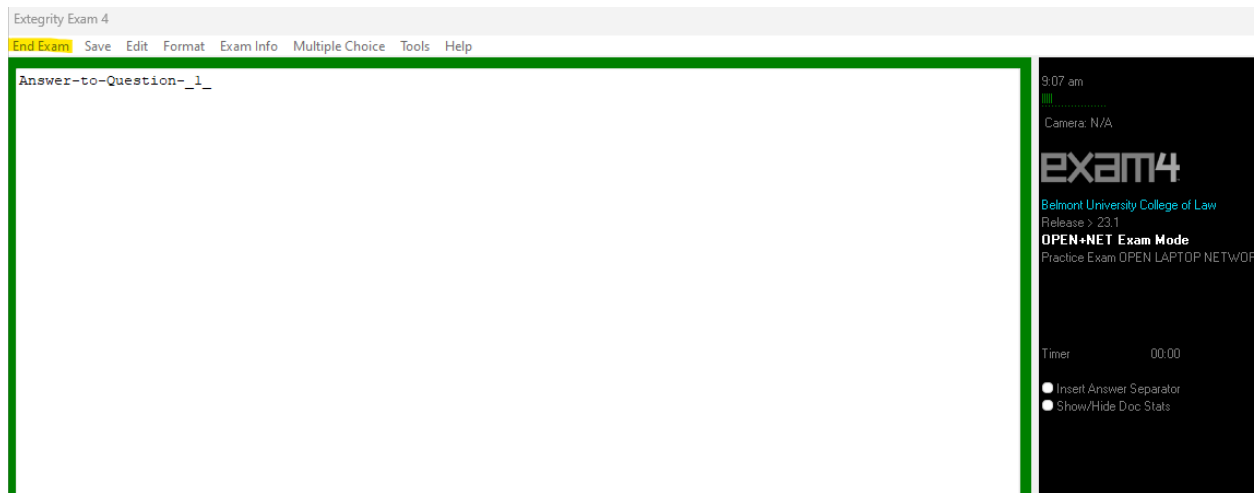 Extegrity Exam 4
End Exam Save Edit Format Exam Info Multiple Choice Tools Help
Answer-to-Question-_1_
9:07 am
Camera: N/A
exam4
Belmont University College of Law
Release > 23.1
OPEN+NET Exam Mode
Practice Exam OPEN LAPTOP NETWOR
Timer 00:00
Insert Answer Separator
Show/Hide Doc Stats